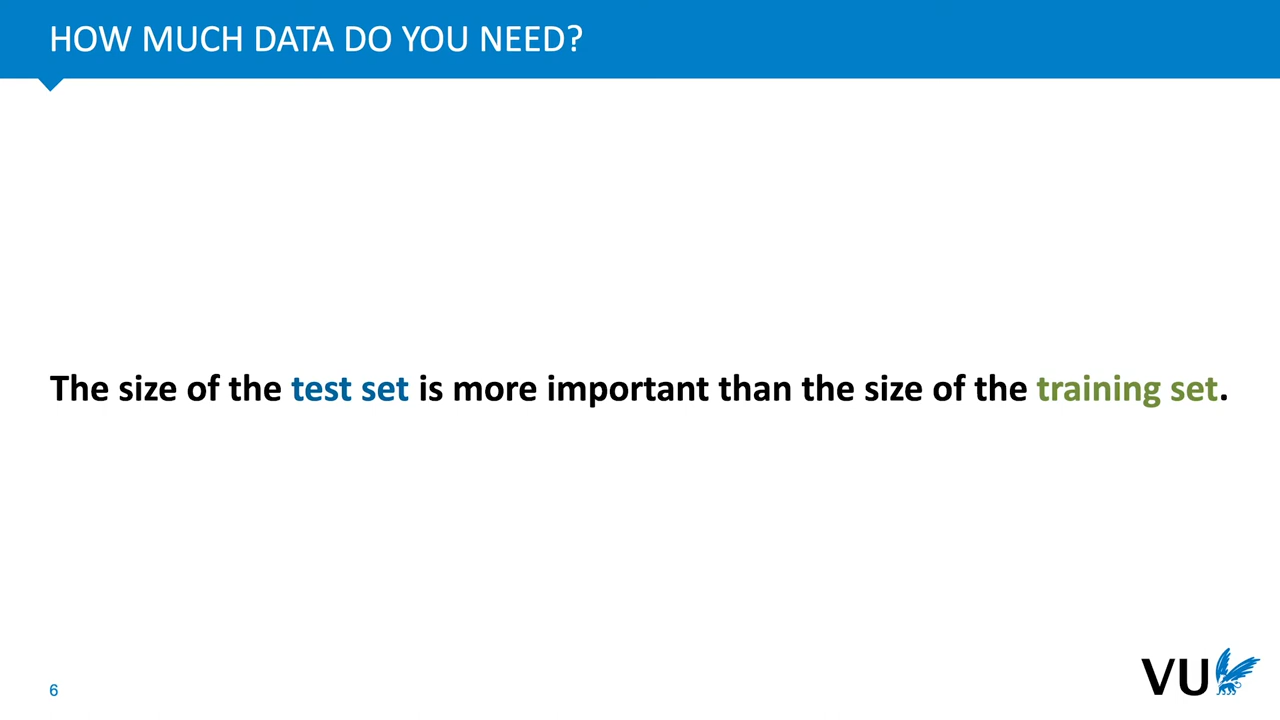 HOW MUCH DATA DO YOU NEED?
The size of the test set is more important than the size of the training set.
6
VU